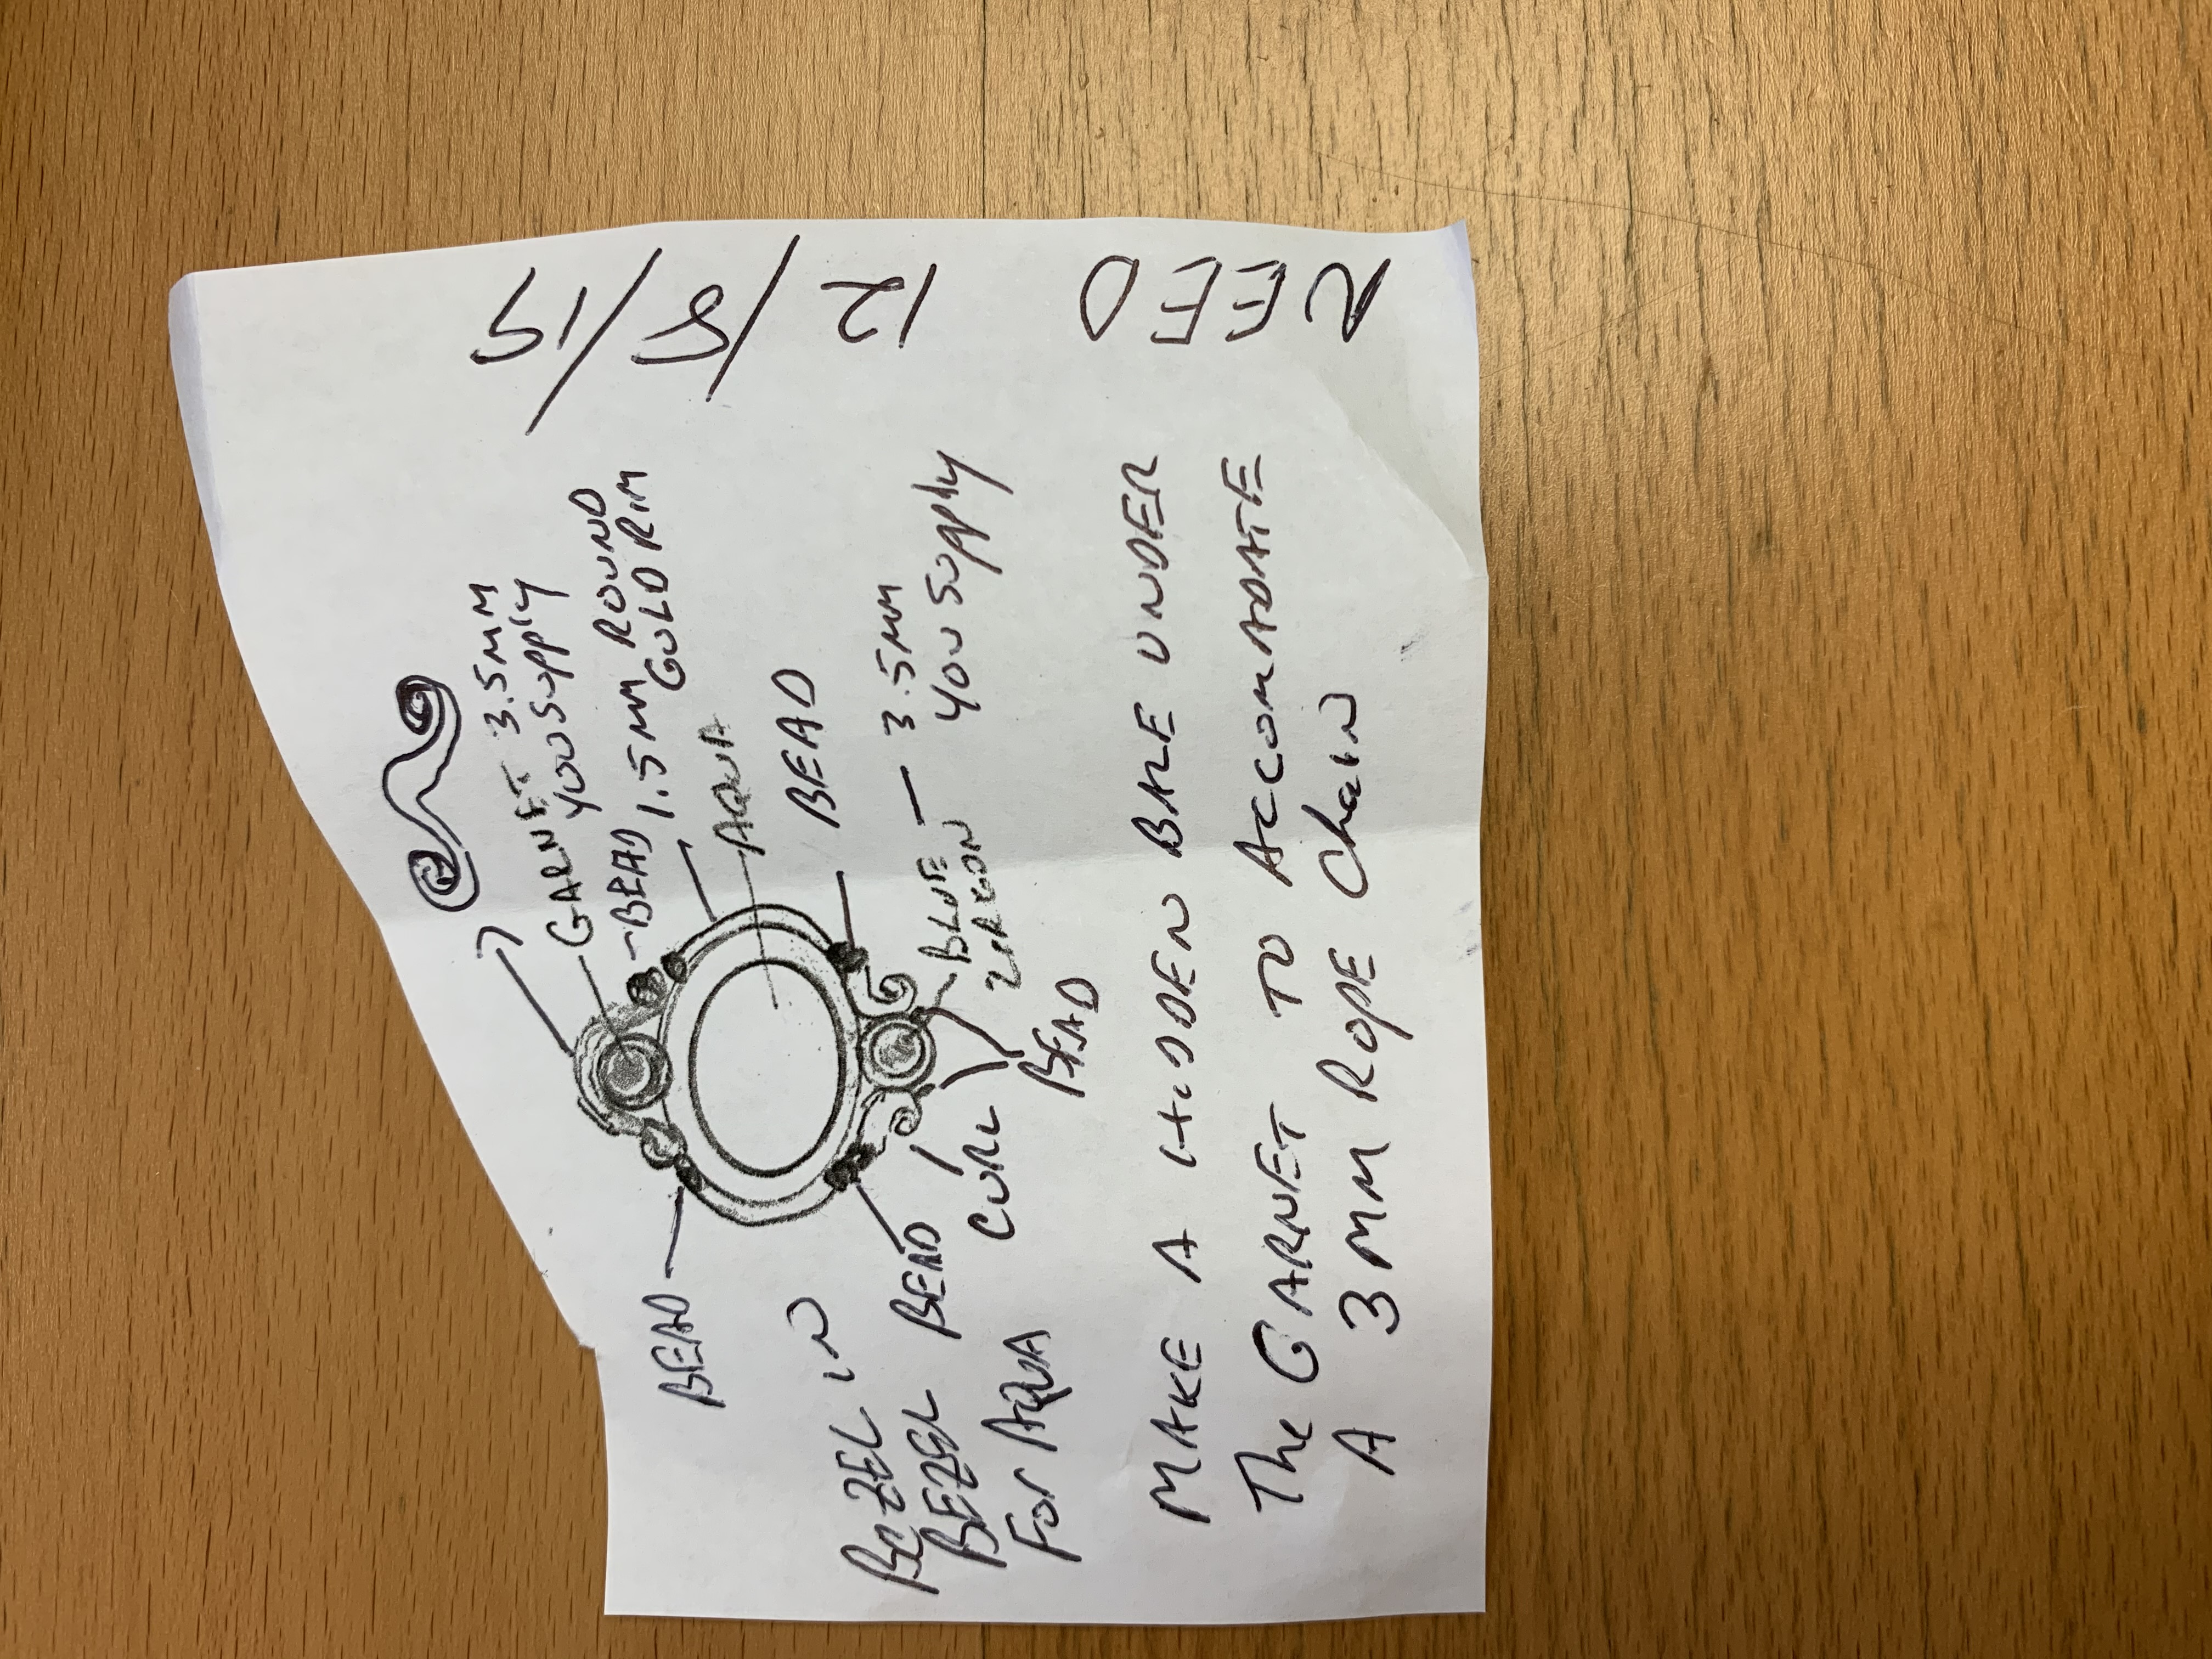 GARNET 3.5MM
YOU Supply
BEAD
BEAD
1.5MM ROUND
GOLD RIM
AQUA
BEAD
BEZEL IN
BEZEL
For AQUA
BEAD
CURL
BLUE
ZIRKON
3.5MM
YOU Supply
BEAD
MAKE A HIDDEN BALE UNDER
The GARNET TO ACCOMADATE
A 3MM ROPE ChaiN
NEED 12/8/19